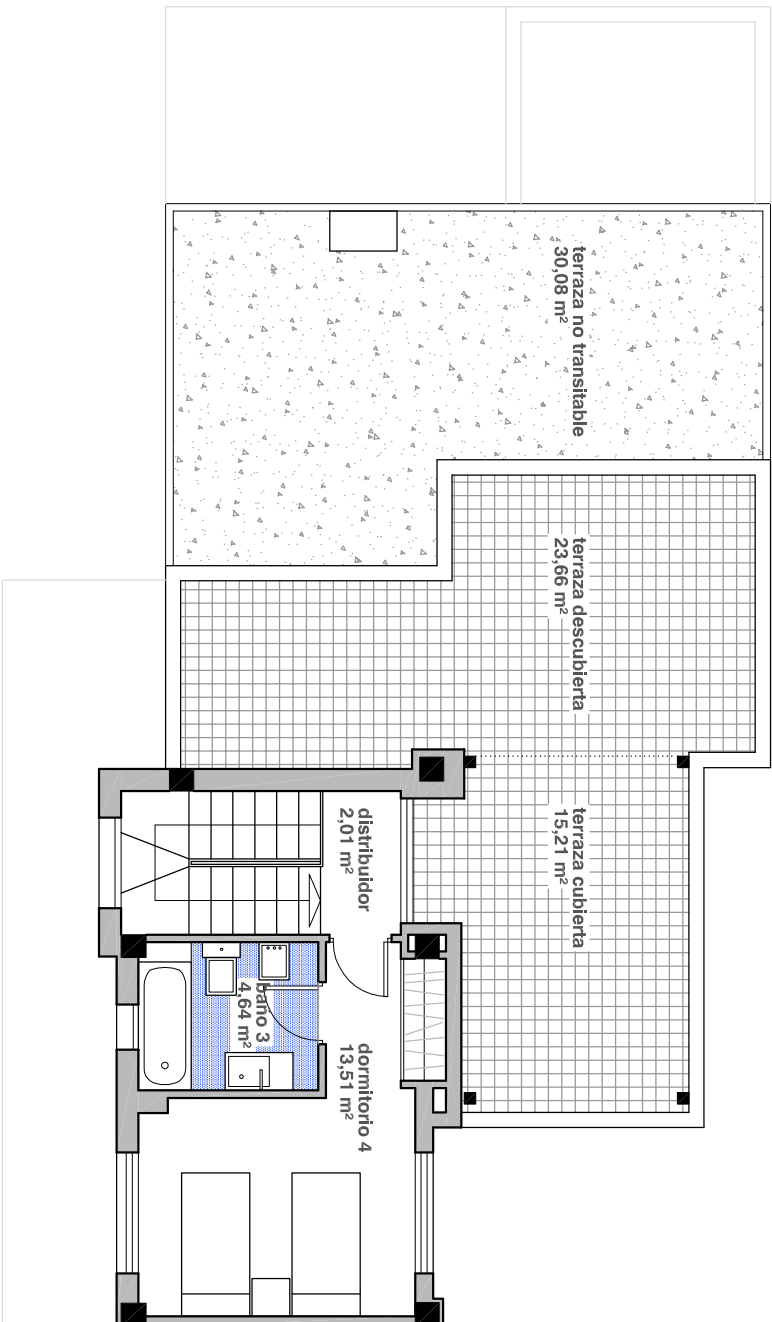 terraza no transitable
30,08 m²
terraza descubierta
23,66 m²
terraza cubierta
15,21 m²
distribuidor
2,01 m²
baño 3
4,64 m²
dormitorio 4
13,51 m²